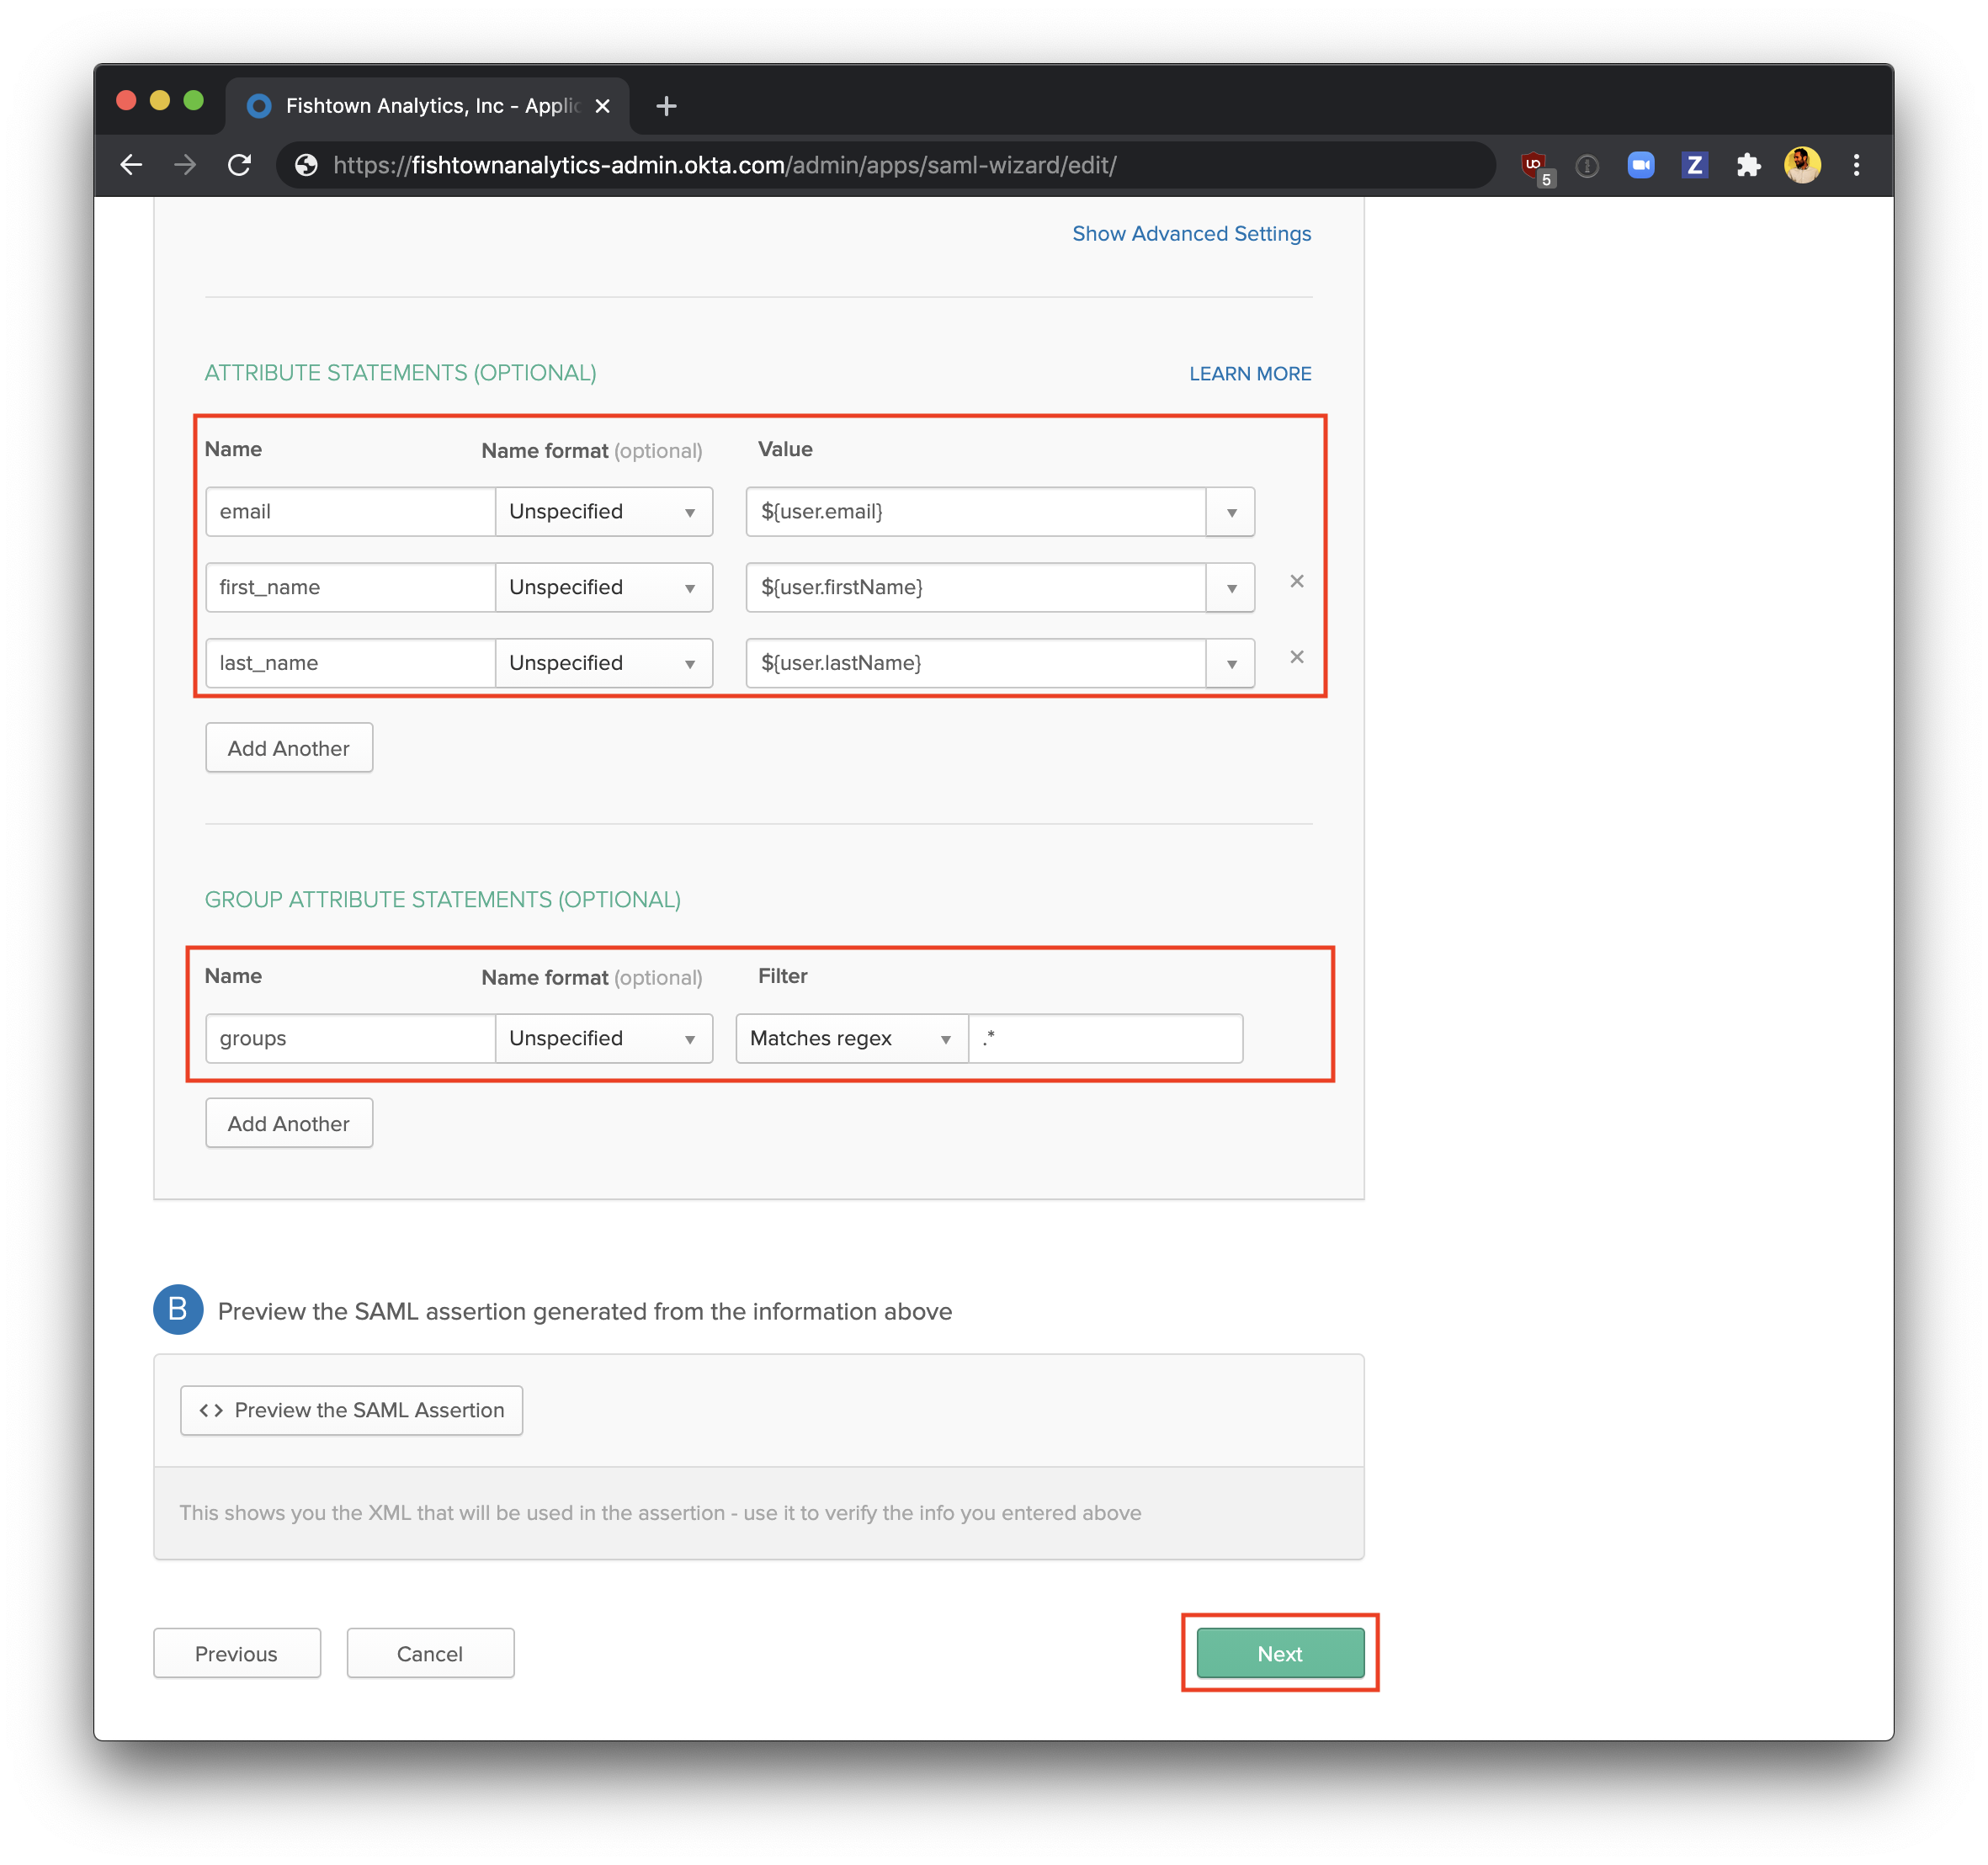 Fishtown Analytics, Inc - Applic
https://fishtownanalytics-admin.okta.com/admin/apps/saml-wizard/edit/
5
Z
Show Advanced Settings
ATTRIBUTE STATEMENTS (OPTIONAL) LEARN MORE
Name Name format (optional) Value
email Unspecified ${user.email}
first_name Unspecified ${user.firstName}
last_name Unspecified ${user.lastName}
Add Another
GROUP ATTRIBUTE STATEMENTS (OPTIONAL)
Name Name format (optional) Filter
groups Unspecified Matches regex .*
Add Another
B Preview the SAML assertion generated from the information above
<> Preview the SAML Assertion
This shows you the XML that will be used in the assertion - use it to verify the info you entered above
Previous Cancel Next